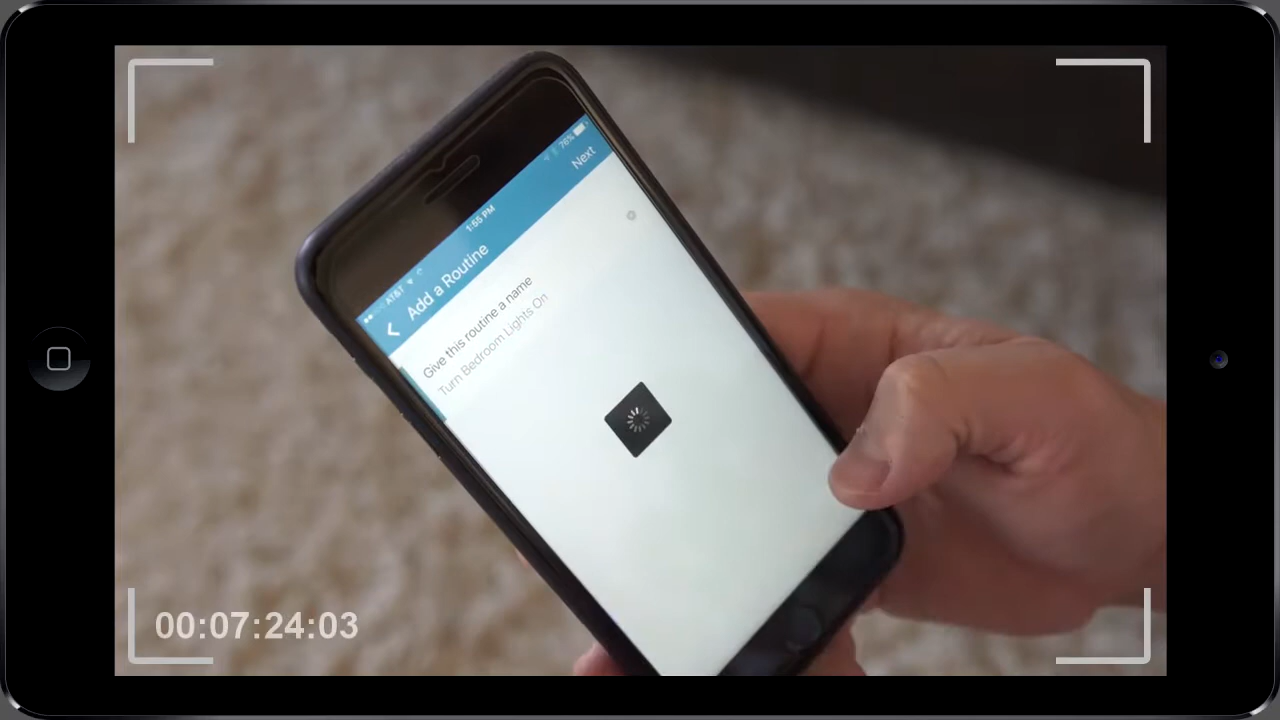 76%
Next
1:55 PM
AT&T
Add a Routine
Give this routine a name
Turn Bedroom Lights On
00:07:24:03